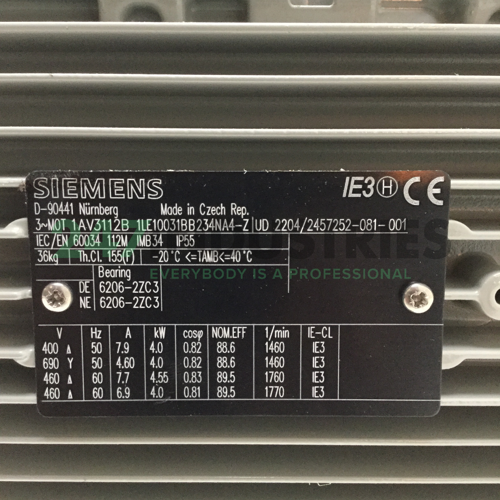 SIEMENS IE3 H CE
D-90441 Nürnberg Made in Czech Rep.
3~MOT 1AV3112B 1LE10031BB234NA4-Z UD 2204/2457252-081-001
IEC/EN 60034 112M IMB34 IP55
36kg Th.CL 155(F) -20°C <=TAMB<=40°C
EVERYBODY IS A PROFESSIONAL
Bearing
DE 6206-2ZC3
NE 6206-2ZC3
V Hz A kW cosφ NOM.EFF 1/min IE-CL
400 Δ 50 7.9 4.0 0.82 88.6 1460 IE3
690 Y 50 4.60 4.0 0.82 88.6 1460 IE3
460 Δ 60 7.7 4.55 0.83 89.5 1760 IE3
460 Δ 60 6.9 4.0 0.81 89.5 1770 IE3